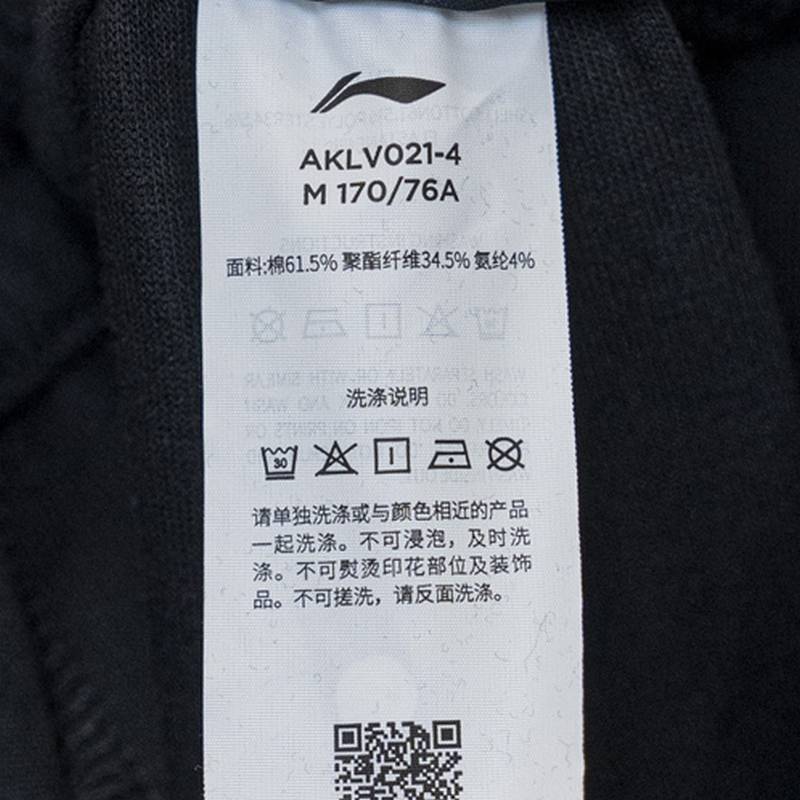 AKLV021-4
M 170/76A
面料:棉61.5% 聚酯纤维34.5% 氨纶4%
洗涤说明
30
请单独洗涤或与颜色相近的产品
一起洗涤。不可浸泡，及时洗
涤。不可熨烫印花部位及装饰
品。不可搓洗，请反面洗涤。